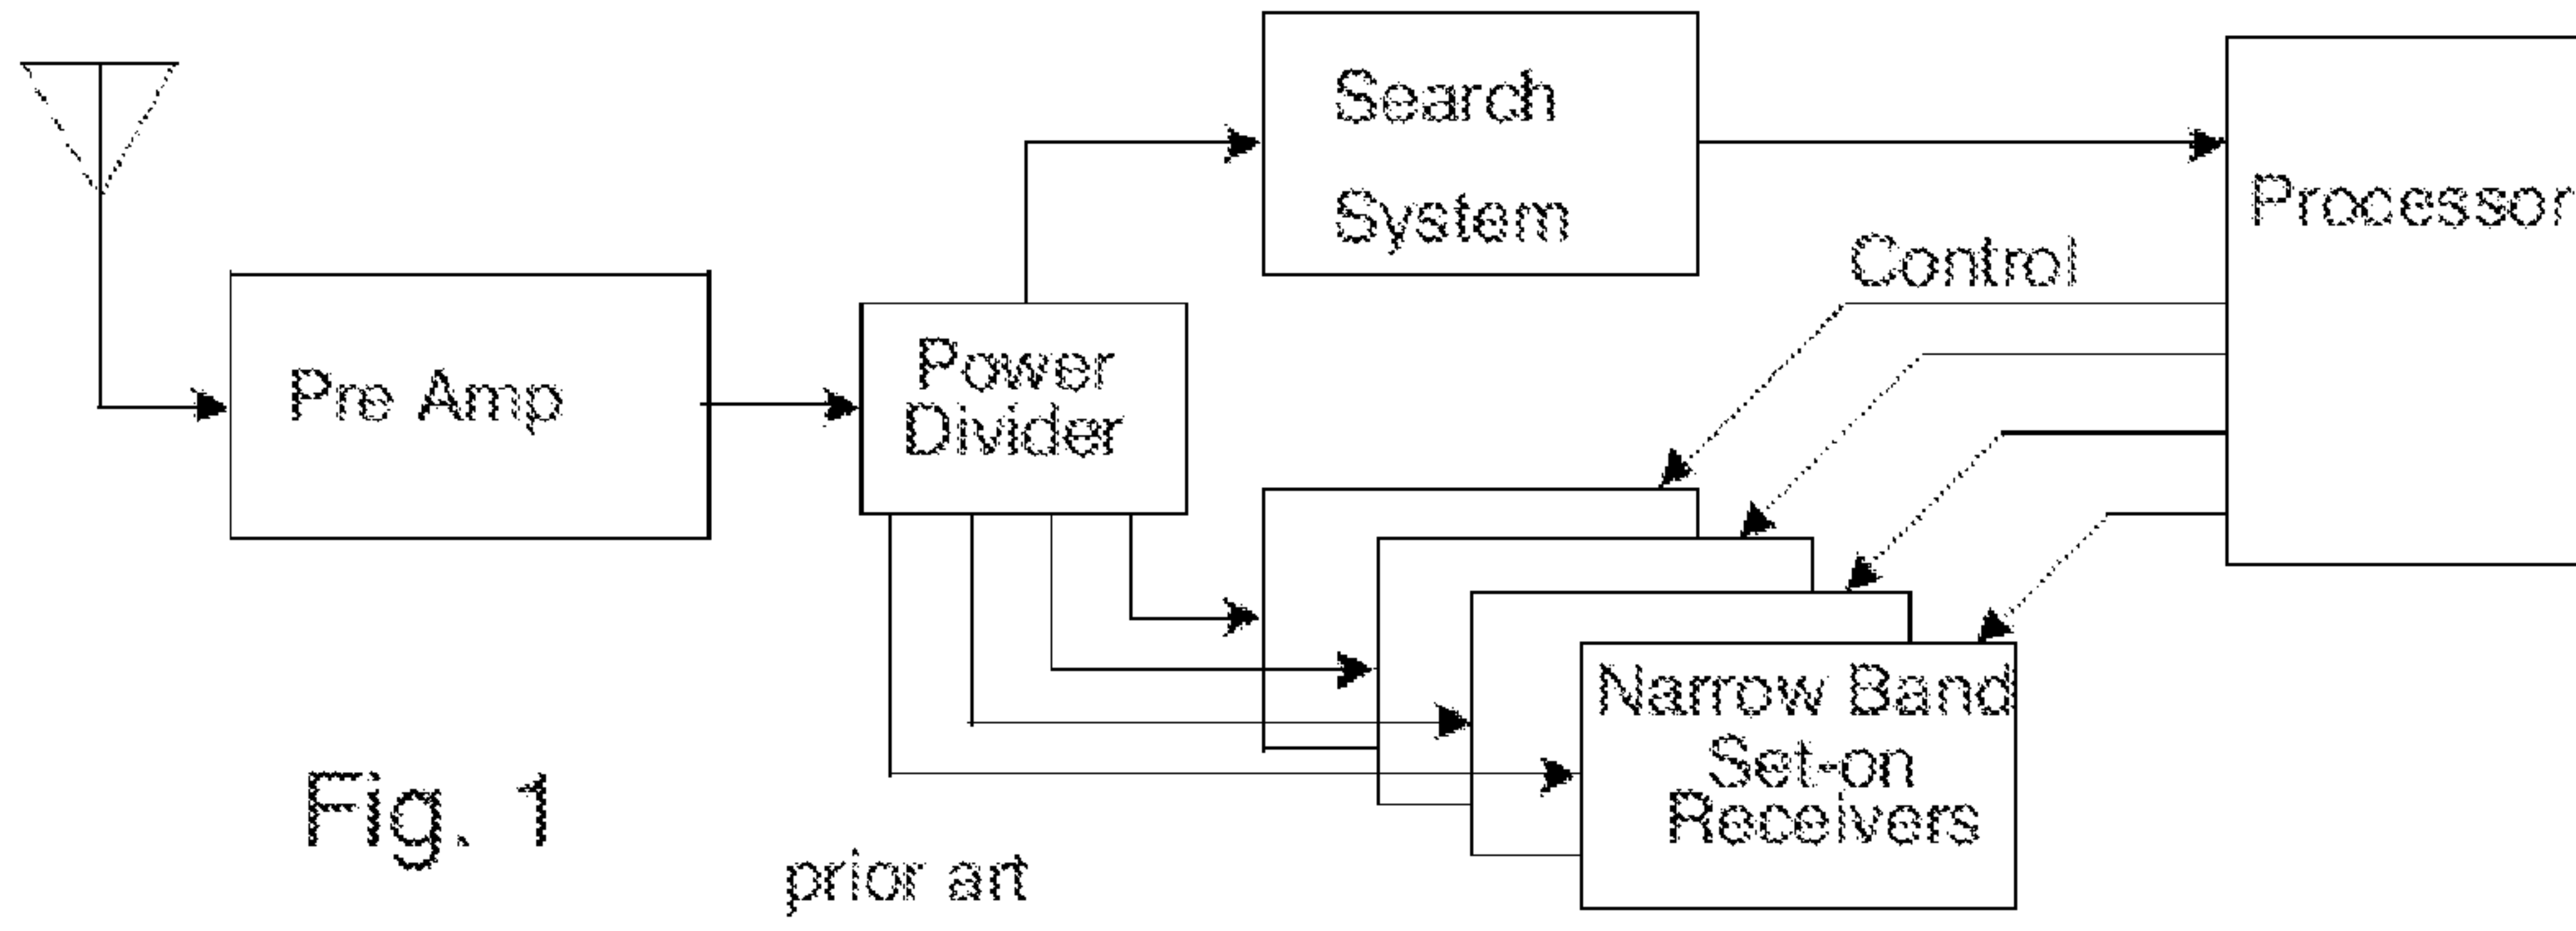 Search
System
Processor
Control
Pre Amp
Power
Divider
Narrow Band
Set-on
Receivers
Fig. 1
prior art